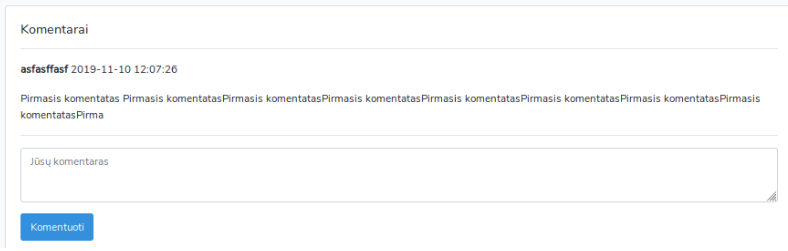 Komentarai
asfasffasf 2019-11-10 12:07:26
Pirmasis komentatas Pirmasis komentatasPirmasis komentatasPirmasis komentatasPirmasis komentatasPirmasis komentatasPirmasis komentatasPirmasis
komentatasPirma
Jūsų komentaras
Komentuoti